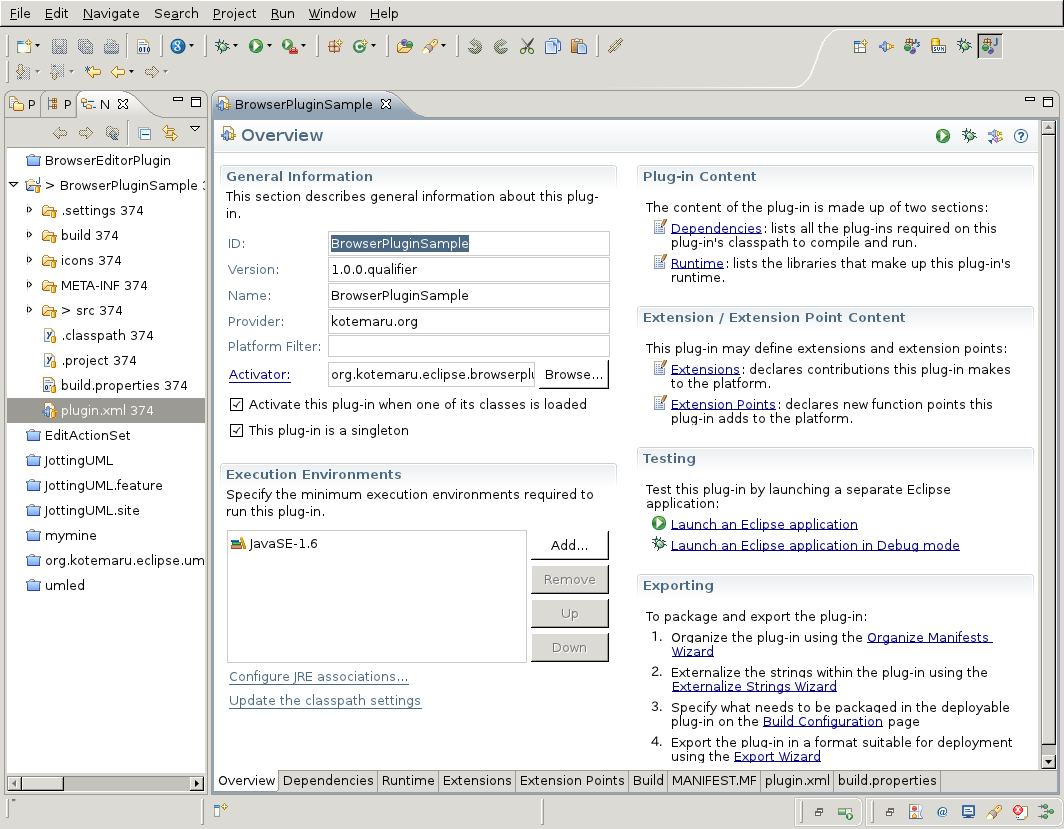 File Edit Navigate Search Project Run Window Help
P P N
BrowserPluginSample
BrowserEditorPlugin
> BrowserPluginSample
.settings 374
build 374
icons 374
META-INF 374
> src 374
.classpath 374
.project 374
build.properties 374
plugin.xml 374
EditActionSet
JottingUML
JottingUML.feature
JottingUML.site
mymine
org.kotemaru.eclipse.um
umled
Overview
General Information
This section describes general information about this plug-
in.
ID: BrowserPluginSample
Version: 1.0.0.qualifier
Name: BrowserPluginSample
Provider: kotemaru.org
Platform Filter:
Activator: org.kotemaru.eclipse.browserplu Browse...
Activate this plug-in when one of its classes is loaded
This plug-in is a singleton
Execution Environments
Specify the minimum execution environments required to
run this plug-in.
JavaSE-1.6
Add...
Remove
Up
Down
Configure JRE associations...
Update the classpath settings
Plug-in Content
The content of the plug-in is made up of two sections:
Dependencies: lists all the plug-ins required on this
plug-in's classpath to compile and run.
Runtime: lists the libraries that make up this plug-in's
runtime.
Extension / Extension Point Content
This plug-in may define extensions and extension points:
Extensions: declares contributions this plug-in makes
to the platform.
Extension Points: declares new function points this
plug-in adds to the platform.
Testing
Test this plug-in by launching a separate Eclipse
application:
Launch an Eclipse application
Launch an Eclipse application in Debug mode
Exporting
To package and export the plug-in:
1. Organize the plug-in using the Organize Manifests
Wizard
2. Externalize the strings within the plug-in using the
Externalize Strings Wizard
3. Specify what needs to be packaged in the deployable
plug-in on the Build Configuration page
4. Export the plug-in in a format suitable for deployment
using the Export Wizard
Overview Dependencies Runtime Extensions Extension Points Build MANIFEST.MF plugin.xml build.properties